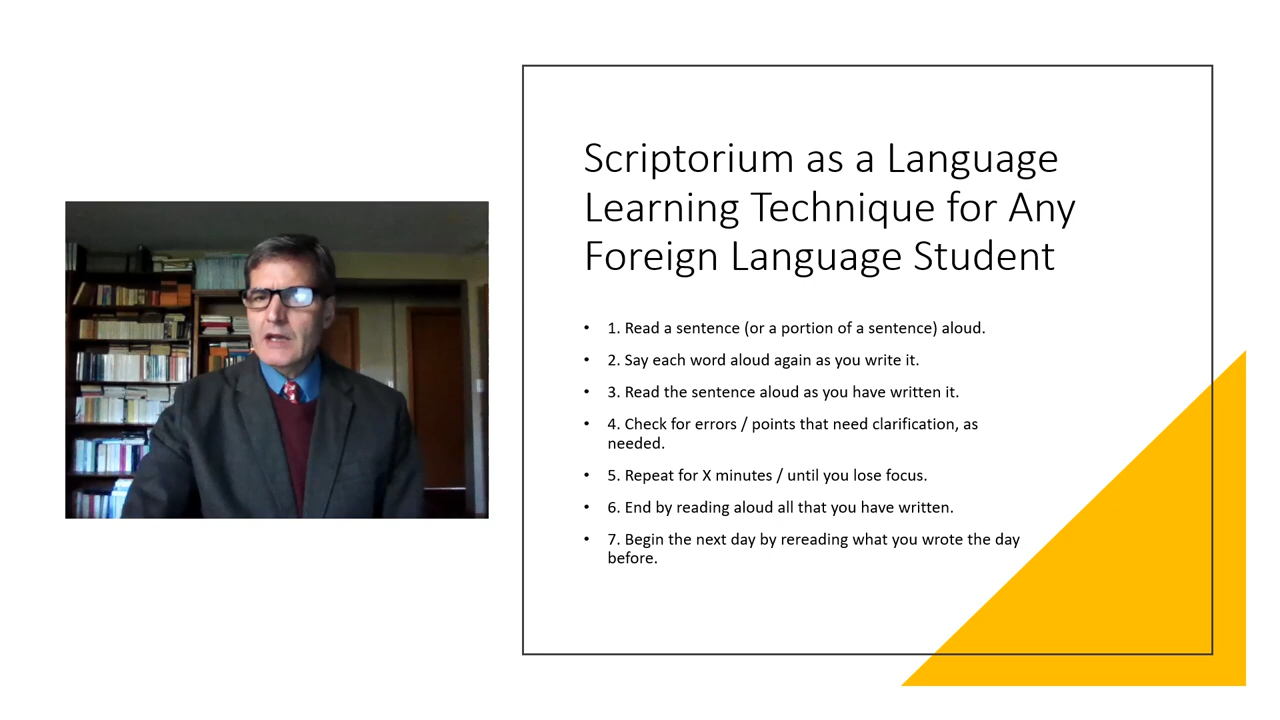 Scriptorium as a Language
Learning Technique for Any
Foreign Language Student
• 1. Read a sentence (or a portion of a sentence) aloud.
• 2. Say each word aloud again as you write it.
• 3. Read the sentence aloud as you have written it.
• 4. Check for errors / points that need clarification, as
needed.
• 5. Repeat for X minutes / until you lose focus.
• 6. End by reading aloud all that you have written.
• 7. Begin the next day by rereading what you wrote the day
before.